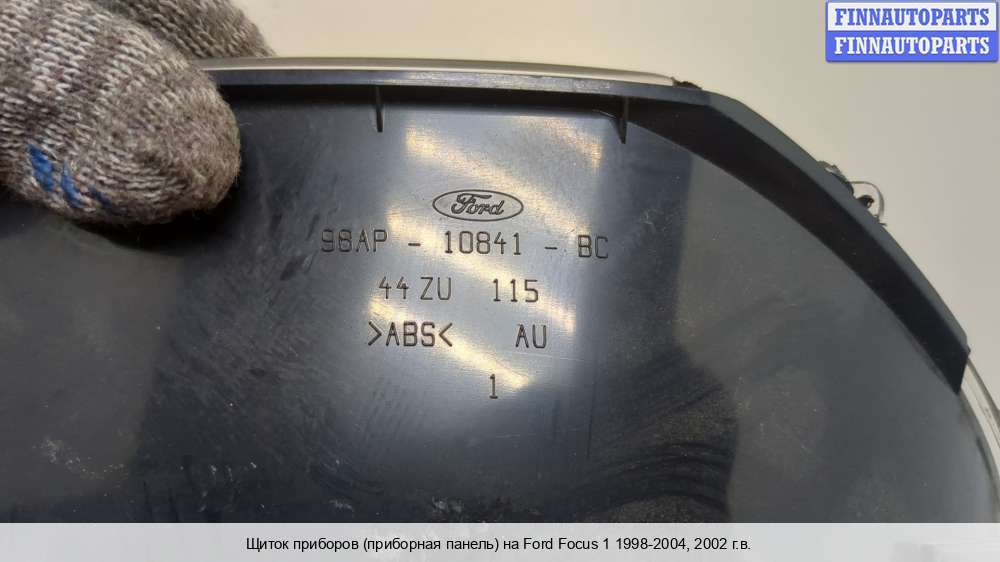 FINNAUTOPARTS
FINNAUTOPARTS
Ford
98AP - 10841 - BC
44 ZU 115
>ABS< AU
1
Щиток приборов (приборная панель) на Ford Focus 1 1998-2004, 2002 г.в.